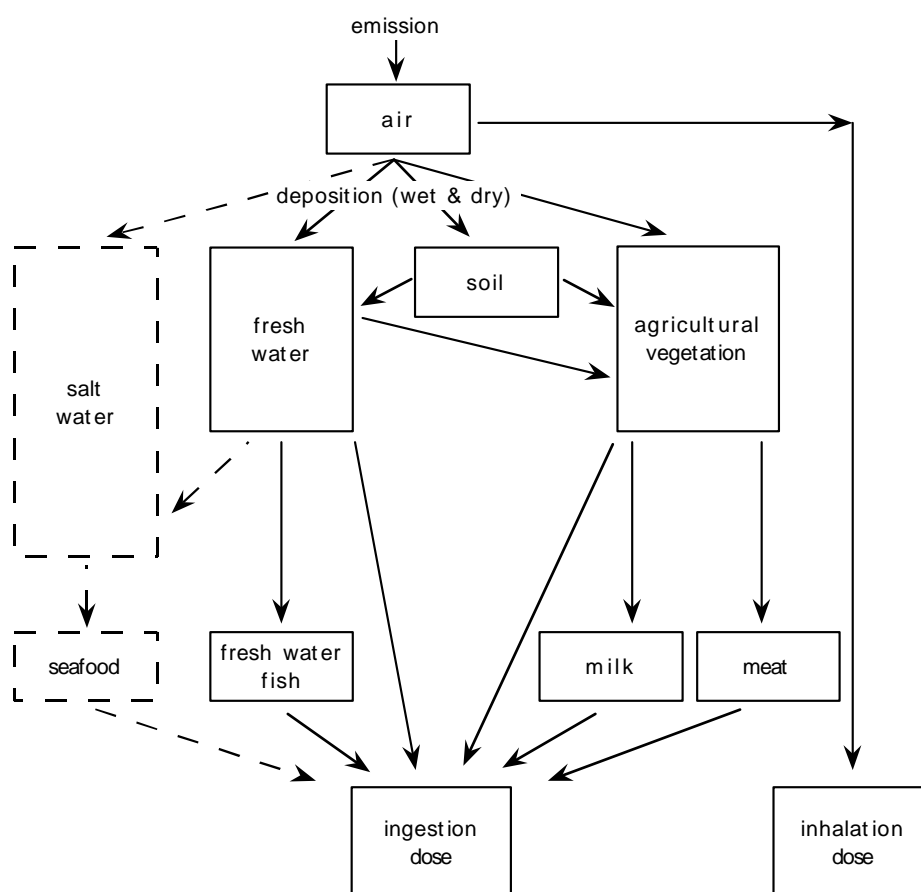 emission
air
deposition (wet & dry)
soil
fresh
water
agricultural
vegetation
salt
water
seafood
fresh water
fish
milk
meat
ingestion
dose
inhalation
dose